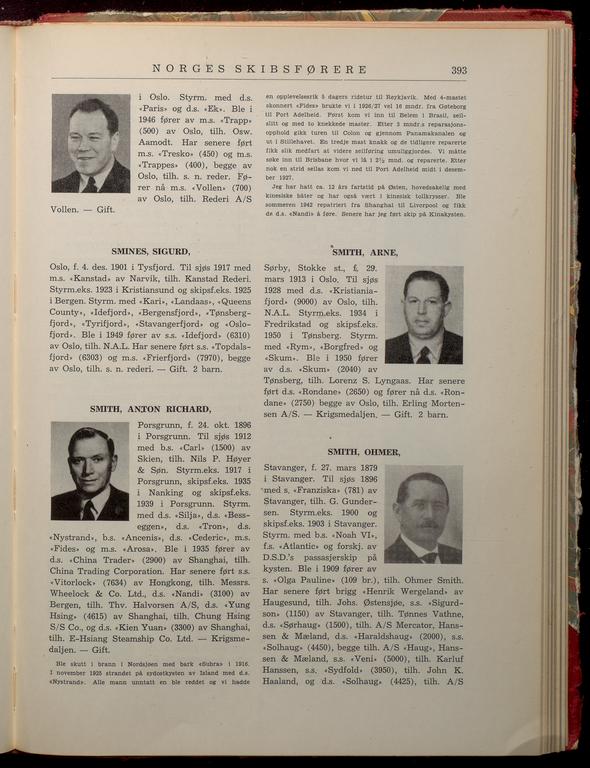 NORGES SKIBSFØRERE 393
i Oslo. Styrm. med d.s.
«Paris» og d.s. «Ek». Ble i
1946 fører av m.s. «Trapp»
(500) av Oslo, tilh. Osw.
Aamodt. Har senere ført
m.s. «Tresko» (450) og m.s.
«Trappes» (400), begge av
Oslo, tilh. s. n. reder. Fø-
rer nå m.s. «Vollen» (700)
av Oslo, tilh. Rederi A/S
Vollen. — Gift.
SMINES, SIGURD,
Oslo, f. 4. des. 1901 i Tysfjord. Til sjøs 1917 med
m.s. «Kanstad» av Narvik, tilh. Kanstad Rederi.
Styrm.eks. 1923 i Kristiansund og skipsf.eks. 1925
i Bergen. Styrm. med «Kari», «Landaas», «Queens
County», «Idefjord», «Bergensfjord», «Tønsberg-
fjord», «Tyrifjord», «Stavangerfjord» og «Oslo-
fjord». Ble i 1949 fører av s.s. «Idefjord» (6310)
av Oslo, tilh. N.A.L. Har senere ført s.s. «Topdals-
fjord» (6303) og m.s. «Frierfjord» (7970), begge
av Oslo, tilh. s. n. rederi. — Gift. 2 barn.
SMITH, ANTON RICHARD,
Porsgrunn, f. 24. okt. 1896
i Porsgrunn. Til sjøs 1912
med b.s. «Carl» (1500) av
Skien, tilh. Nils P. Høyer
& Søn. Styrm.eks. 1917 i
Porsgrunn, skipsf.eks. 1935
i Nanking og skipsf.eks.
1939 i Porsgrunn. Styrm.
med d.s. «Silja», d.s. «Bess-
eggen», d.s. «Tron», d.s.
«Nystrand», b.s. «Ancenis», d.s. «Cederic», m.s.
«Fides» og m.s. «Arosa». Ble i 1935 fører av
d.s. «China Trader» (2900) av Shanghai, tilh.
China Trading Corporation. Har senere ført s.s.
«Vitorlock» (7634) av Hongkong, tilh. Messrs.
Wheelock & Co. Ltd., d.s. «Nandi» (3100) av
Bergen, tilh. Thv. Halvorsen A/S, d.s. «Yung
Hsing» (4615) av Shanghai, tilh. Chung Hsing
S/S Co., og d.s. «Kien Yuan» (3300) av Shanghai,
tilh. E-Hsiang Steamship Co. Ltd. — Krigsme-
daljen. — Gift.
Ble skutt i brann i Nordsjøen med bark «Subra» i 1916.
I november 1925 strandet på sydøstkysten av Island med d.s.
«Nystrand». Alle mann unntatt en ble reddet og vi hadde
en opplevelsesrik 5 dagers ridetur til Reykjavik. Med 4-mastet
skonnert «Fides» brukte vi i 1926/27 vel 16 mndr. fra Gøteborg
til Port Adelheid. Først kom vi inn til Belem i Brasil, seil-
slitt og med to knekkede master. Etter 3 mndr.s reparsajons-
opphold gikk turen til Colon og gjennom Panamakanalen og
ut i Stillehavet. En tredje mast knakk og de tidligere reparerte
fikk slik medfart at videre seilføring umuliggjordes. Vi måtte
søke inn til Brisbane hvor vi lå i 2½ mnd. og reparerte. Etter
nok en strid seilas kom vi ned til Port Adelheid midt i desem-
ber 1927.
Jeg har hatt ca. 12 års fartstid på Østen, hovedsakelig med
kinesiske båter og har også vært i kinesisk tollkrysser. Ble
sommeren 1942 repatriert fra Shanghai til Liverpool og fikk
de d.s. «Nandi» å føre. Senere har jeg ført skip på Kinakysten.
SMITH, ARNE,
Sørby, Stokke st., f. 29.
mars 1913 i Oslo. Til sjøs
1928 med d.s. «Kristiania-
fjord» (9000) av Oslo, tilh.
N.A.L. Styrm.eks. 1934 i
Fredrikstad og skipsf.eks.
1950 i Tønsberg. Styrm.
med «Rym», «Borgfred» og
«Skum». Ble i 1950 fører
av d.s. «Skum» (2040) av
Tønsberg, tilh. Lorenz S. Lyngaas. Har senere
ført d.s. «Rondane» (2650) og fører nå d.s. «Ron-
dane» (2750) begge av Oslo, tilh. Erling Morten-
sen A/S. — Krigsmedaljen. — Gift. 2 barn.
SMITH, OHMER,
Stavanger, f. 27. mars 1879
i Stavanger. Til sjøs 1896
med s. «Franziska» (781) av
Stavanger, tilh. G. Gunder-
sen. Styrm.eks. 1900 og
skipsf.eks. 1903 i Stavanger.
Styrm. med b.s. «Noah VI»,
f.s. «Atlantic» og forskj. av
D.S.D.'s passasjerskip på
kysten. Ble i 1909 fører av
s. «Olga Pauline» (109 br.), tilh. Ohmer Smith.
Har senere ført brigg «Henrik Wergeland» av
Haugesund, tilh. Johs. Østensjøe, s.s. «Sigurd-
son» (1150) av Stavanger, tilh. Tønnes Vathne,
d.s. «Sørhaug» (1500), tilh. A/S Mercator, Hans-
sen & Mæland, d.s. «Haraldshaug» (2000), s.s.
«Solhaug» (4450), begge tilh. A/S «Haug», Hans-
sen & Mæland, s.s. «Veni» (5000), tilh. Karluf
Hanssen, s.s. «Sydfold» (3950), tilh. John K.
Haaland, og d.s. «Solhaug» (4425), tilh. A/S